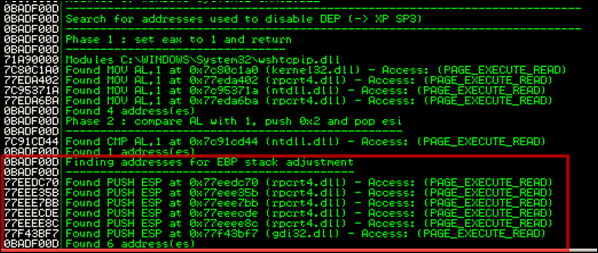 0BADF00D
0BADF00D Search for addresses used to disable DEP (-> XP SP3)
0BADF00D
0BADF00D Phase 1 : set eax to 1 and return
0BADF00D
71A90000 Modules C:\WINDOWS\System32\wshtcpip.dll
7C80C1A0 Found MOV AL,1 at 0x7c80c1a0 (kernel32.dll) - Access: (PAGE_EXECUTE_READ)
77EDA402 Found MOV AL,1 at 0x77eda402 (rpcrt4.dll) - Access: (PAGE_EXECUTE_READ)
7C95371A Found MOV AL,1 at 0x7c95371a (ntdll.dll) - Access: (PAGE_EXECUTE_READ)
77EDA6BA Found MOV AL,1 at 0x77eda6ba (rpcrt4.dll) - Access: (PAGE_EXECUTE_READ)
0BADF00D Found 4 address(es)
0BADF00D Phase 2 : compare AL with 1, push 0x2 and pop esi
0BADF00D
7C91CD44 Found CMP AL,1 at 0x7c91cd44 (ntdll.dll) - Access: (PAGE_EXECUTE_READ)
0BADF00D Found 1 address(es)
0BADF00D Finding addresses for EBP stack adjustment
0BADF00D
77EEDC70 Found PUSH ESP at 0x77eedc70 (rpcrt4.dll) - Access: (PAGE_EXECUTE_READ)
77EEE35B Found PUSH ESP at 0x77eee35b (rpcrt4.dll) - Access: (PAGE_EXECUTE_READ)
77EEE7BB Found PUSH ESP at 0x77eee7bb (rpcrt4.dll) - Access: (PAGE_EXECUTE_READ)
77EEECDE Found PUSH ESP at 0x77eeecde (rpcrt4.dll) - Access: (PAGE_EXECUTE_READ)
77EEEE8C Found PUSH ESP at 0x77eeee8c (rpcrt4.dll) - Access: (PAGE_EXECUTE_READ)
77F43BF7 Found PUSH ESP at 0x77f43bf7 (gdi32.dll) - Access: (PAGE_EXECUTE_READ)
0BADF00D Found 6 address(es)